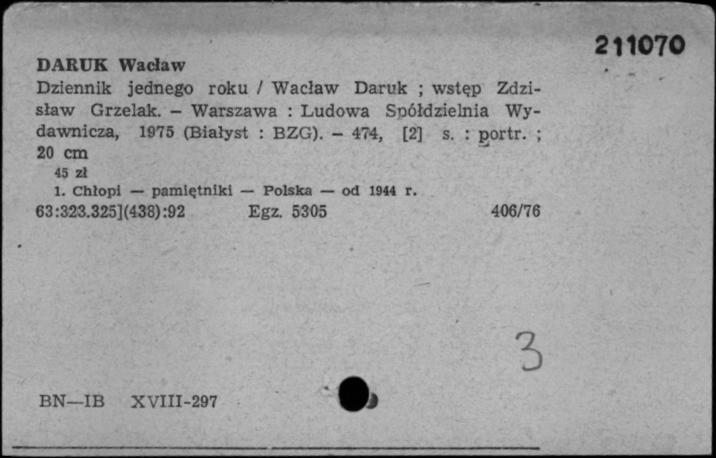 211070
DARUK Wacław
Dziennik jednego roku / Wacław Daruk ; wstęp Zdzi-
sław Grzelak. – Warszawa : Ludowa Spółdzielnia Wy-
dawnicza, 1975 (Białyst : BZG). – 474, [2] s. : portr. ;
20 cm
45 zł
1. Chłopi — pamiętniki — Polska — od 1944 r.
63:323.325](438):92 Egz. 5305 406/76
3
BN—IB XVIII-297